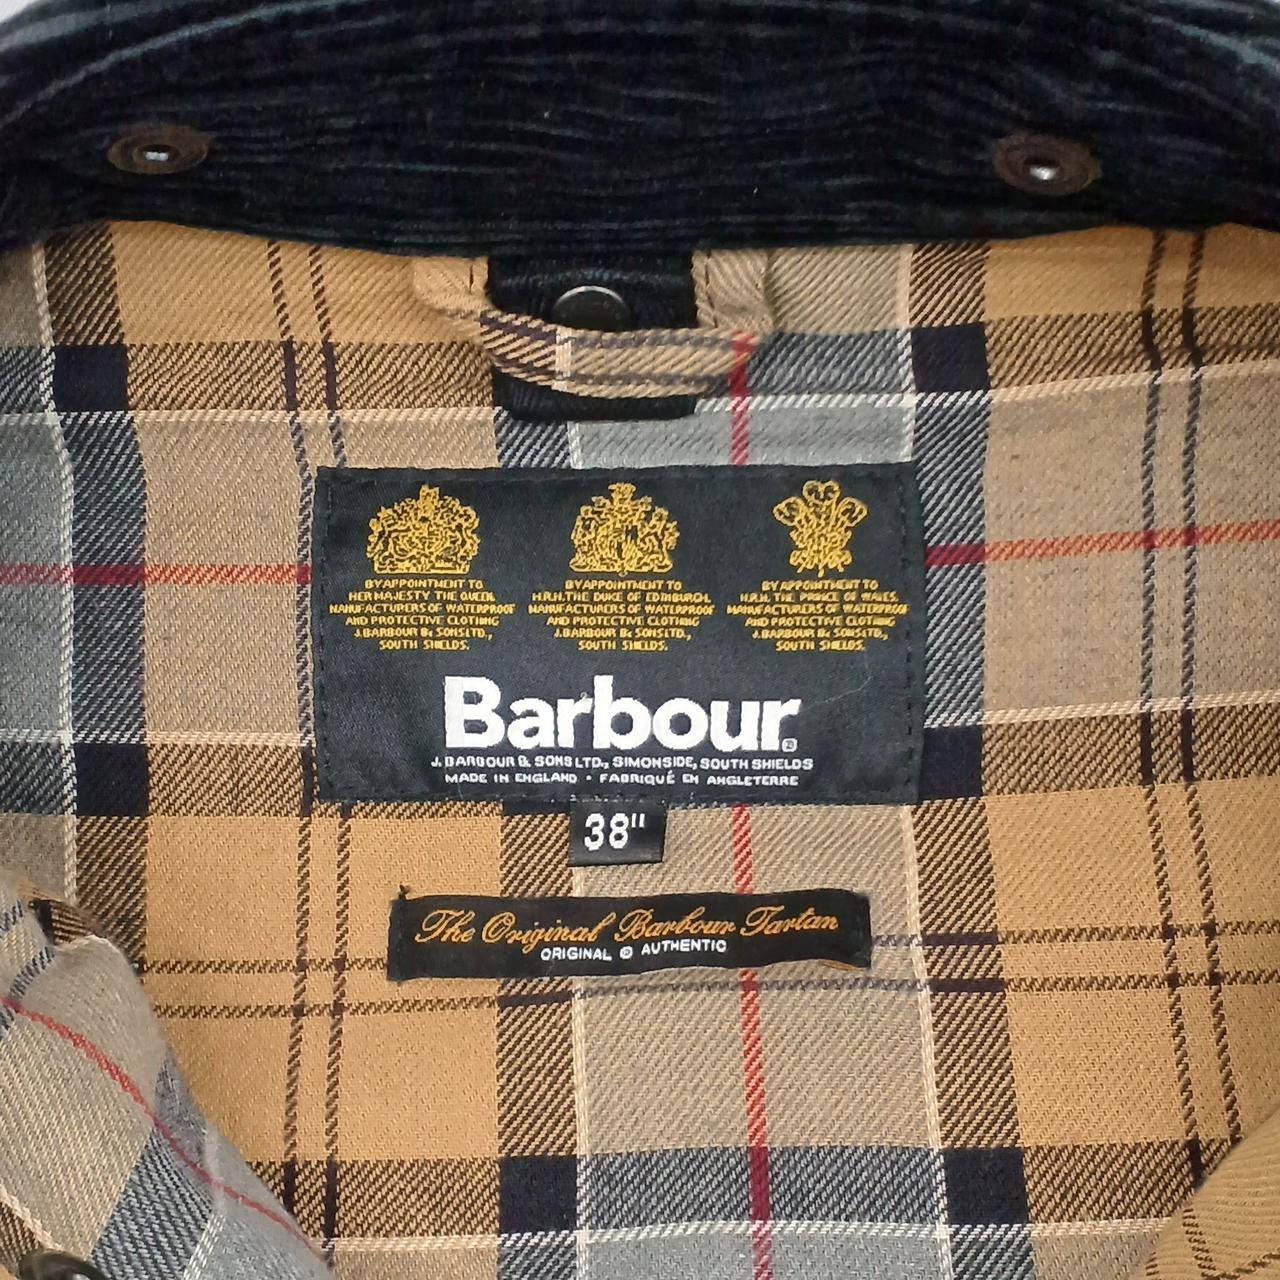 BY APPOINTMENT TO
HER MAJESTY THE QUEEN.
MANUFACTURERS OF WATERPROOF
AND PROTECTIVE CLOTHING
J. BARBOUR & SONS LTD.,
SOUTH SHIELDS.
BY APPOINTMENT TO
H.R.H. THE DUKE OF EDINBURGH.
MANUFACTURERS OF WATERPROOF
AND PROTECTIVE CLOTHING
J. BARBOUR & SONS LTD.,
SOUTH SHIELDS.
BY APPOINTMENT TO
H.R.H. THE PRINCE OF WALES.
MANUFACTURERS OF WATERPROOF
AND PROTECTIVE CLOTHING
J. BARBOUR & SONS LTD.,
SOUTH SHIELDS.
Barbour®
J. BARBOUR & SONS LTD., SIMONSIDE, SOUTH SHIELDS
MADE IN ENGLAND · FABRIQUÉ EN ANGLETERRE
38"
The Original Barbour Tartan
ORIGINAL © AUTHENTIC